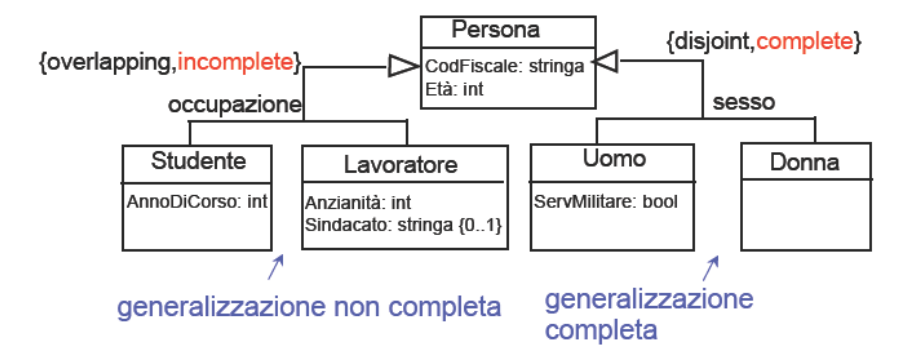 Persona
CodFiscale: stringa
Età: int
{overlapping,incomplete}
occupazione
{disjoint,complete}
sesso
Studente
AnnoDiCorso: int
Lavoratore
Anzianità: int
Sindacato: stringa {0..1}
Uomo
ServMilitare: bool
Donna
generalizzazione non completa
generalizzazione
completa